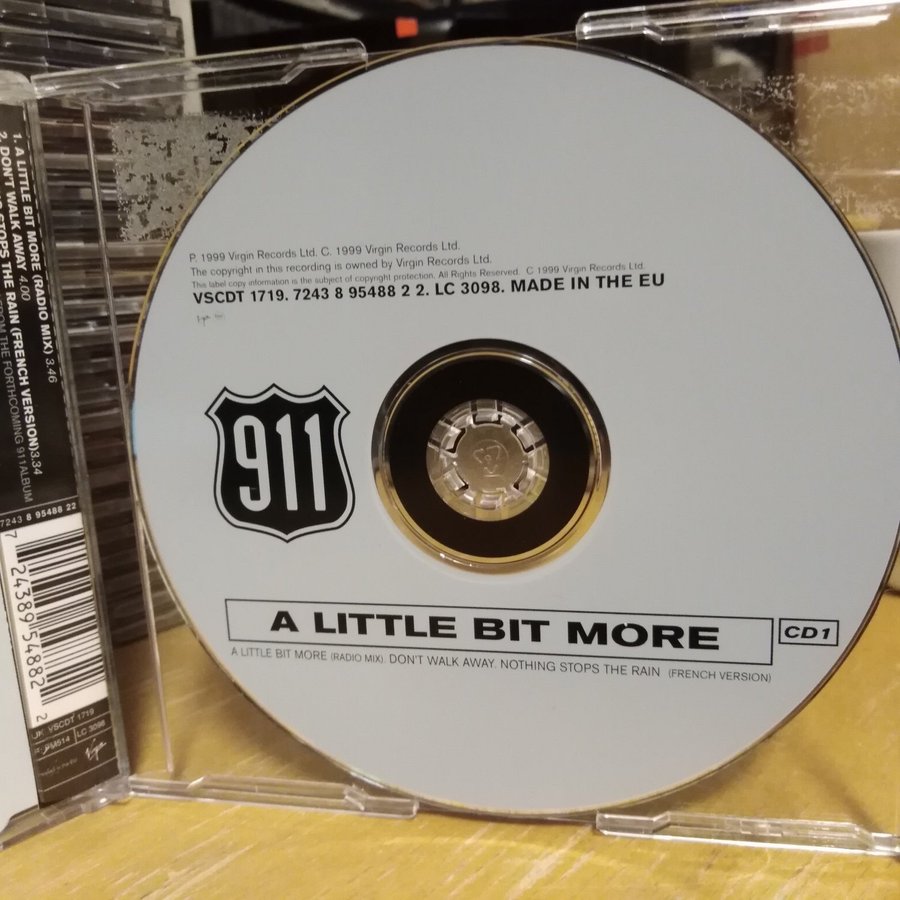 P. 1999 Virgin Records Ltd. C. 1999 Virgin Records Ltd.
The copyright in this recording is owned by Virgin Records Ltd.
This label copy information is the subject of copyright protection. All Rights Reserved. C 1999 Virgin Records Ltd.
VSCDT 1719. 7243 8 95488 2 2. LC 3098. MADE IN THE EU
911
A LITTLE BIT MORE
CD1
A LITTLE BIT MORE (RADIO MIX). DON'T WALK AWAY. NOTHING STOPS THE RAIN (FRENCH VERSION)
1. A LITTLE BIT MORE (RADIO MIX) 3.46
2. DON'T WALK AWAY 4.00
STOPS THE RAIN (FRENCH VERSION)3.34
FROM THE FORTHCOMING 911 ALBUM
7243 8 95488 22
7 24389 54882 2
UK: VSCDT 1719
LC 3098
Virgin